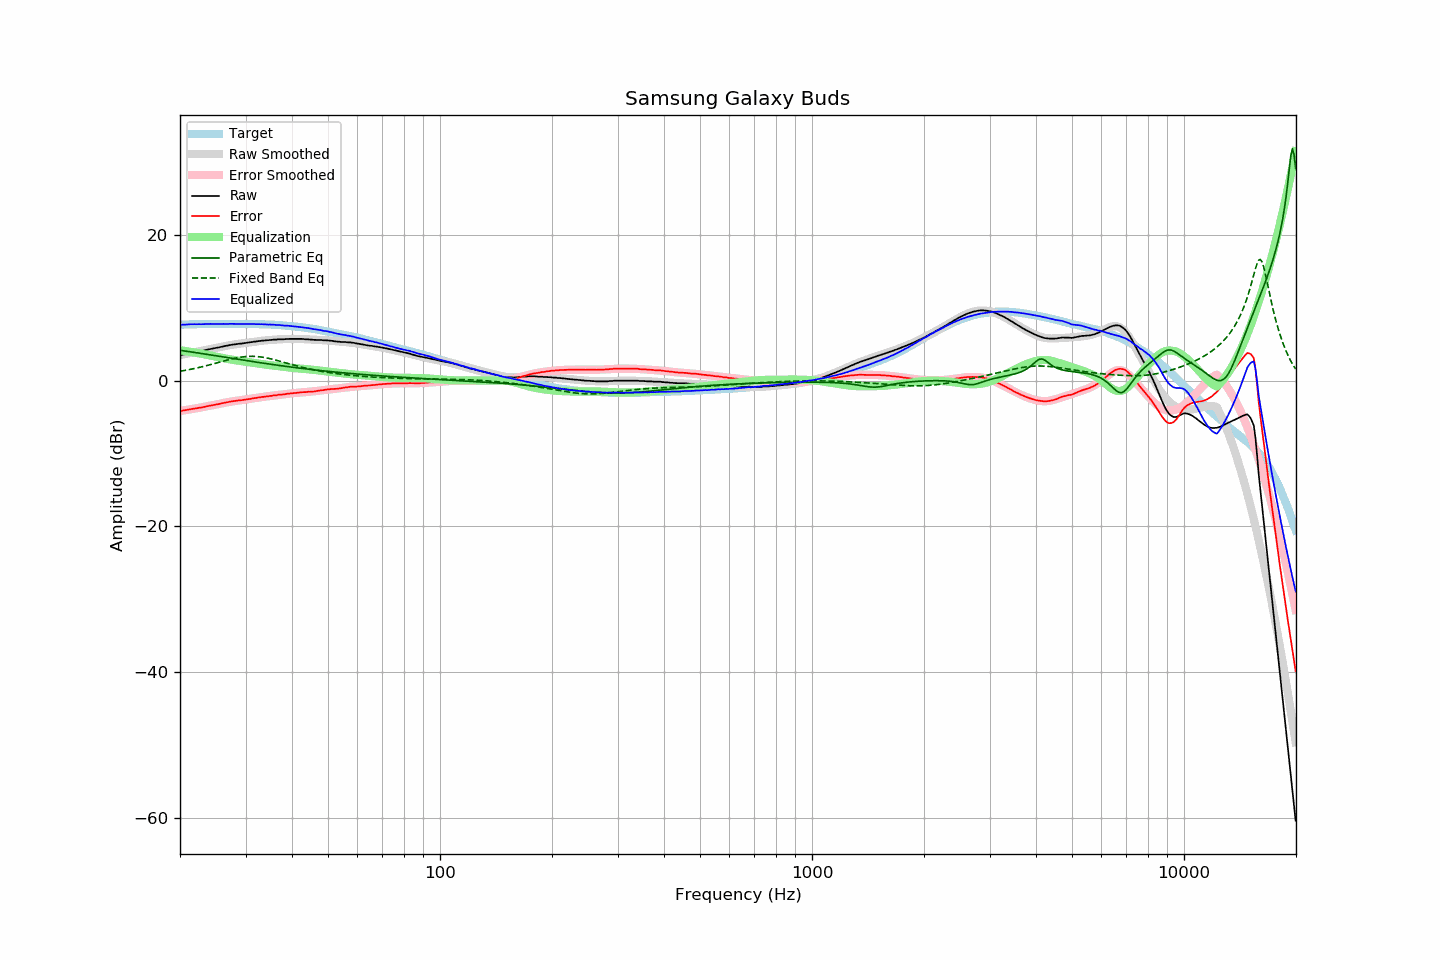 Samsung Galaxy Buds
Target
Raw Smoothed
Error Smoothed
Raw
Error
Equalization
Parametric Eq
Fixed Band Eq
Equalized
20
0
−20
−40
−60
Amplitude (dBr)
100
1000
10000
Frequency (Hz)